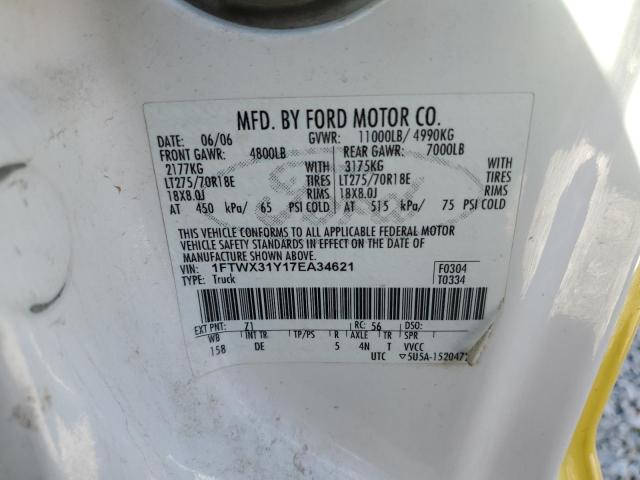 MFD. BY FORD MOTOR CO.
DATE: 06/06 GVWR: 11000LB/ 4990KG
FRONT GAWR: 4800LB REAR GAWR: 7000LB
2177KG WITH 3175KG WITH
LT275/70R18E TIRES LT275/70R18E TIRES
18X8.0J RIMS 18X8.0J RIMS
AT 450 kPa/ 65 PSI COLD AT 515 kPa/ 75 PSI COLD
THIS VEHICLE CONFORMS TO ALL APPLICABLE FEDERAL MOTOR
VEHICLE SAFETY STANDARDS IN EFFECT ON THE DATE OF
MANUFACTURE SHOWN ABOVE.
VIN: 1FTWX31Y17EA34621 F0304
TYPE: Truck T0334
EXT PNT: Z1 RC: 56 DSO:
WB INT TR TP/PS R AXLE TR SPR
158 DE 5 4N T VVCC
UTC ▽5U5A-1520472